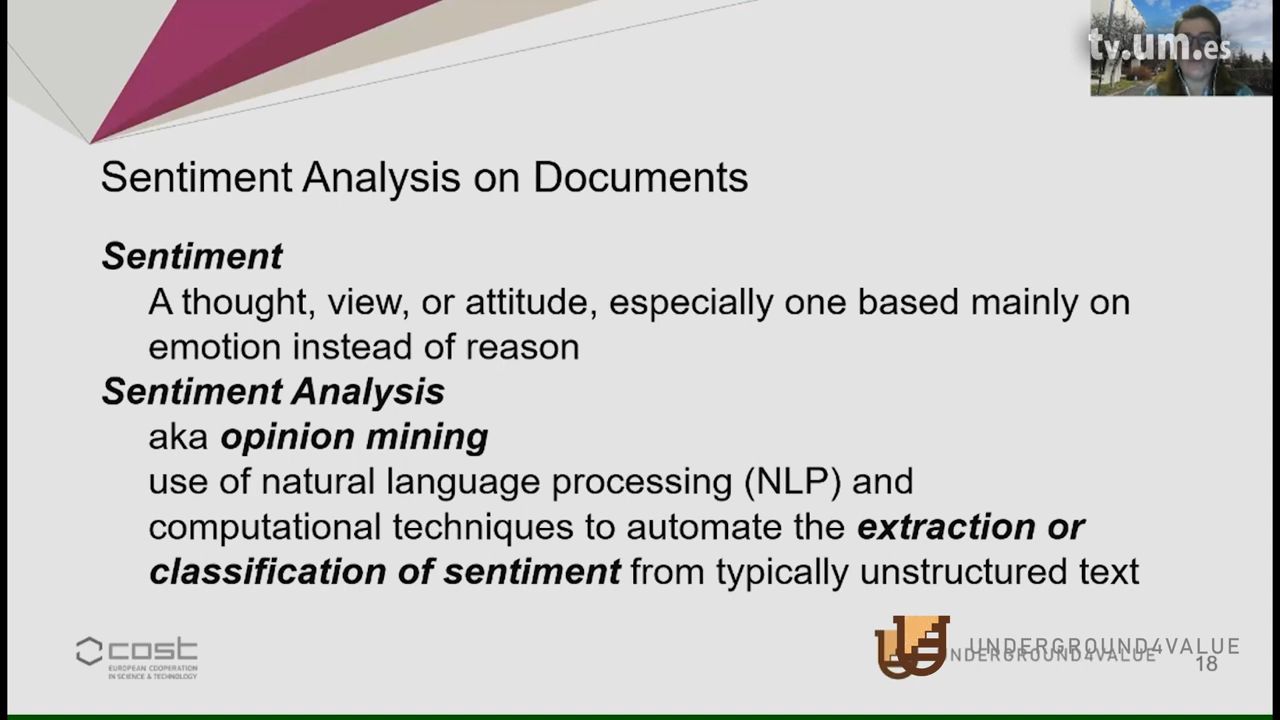 tv.um.es
Sentiment Analysis on Documents
Sentiment
A thought, view, or attitude, especially one based mainly on
emotion instead of reason
Sentiment Analysis
aka opinion mining
use of natural language processing (NLP) and
computational techniques to automate the extraction or
classification of sentiment from typically unstructured text
cost
EUROPEAN COOPERATION
IN SCIENCE & TECHNOLOGY
UNDERGROUND4VALUE
UNDERGROUND4VALUE
18